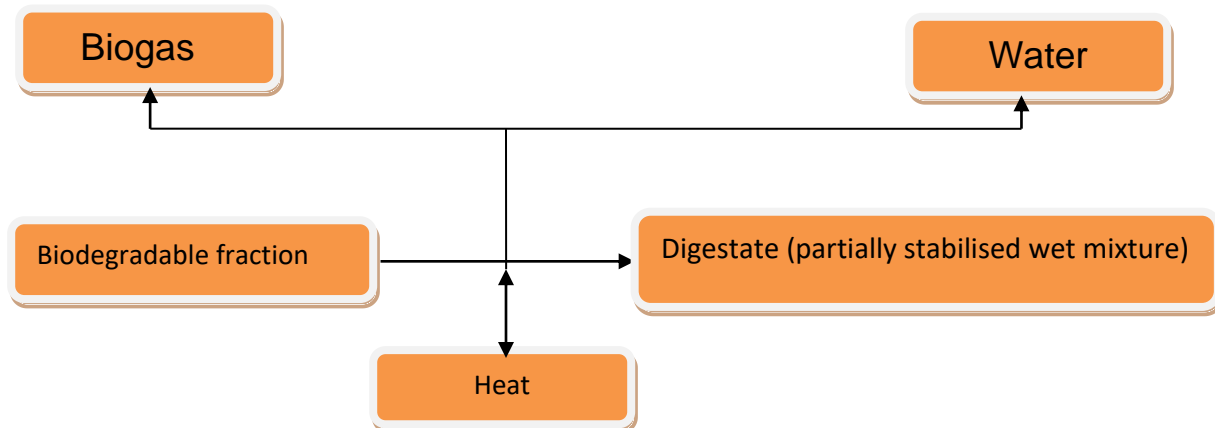 Biogas
Water
Biodegradable fraction
Digestate (partially stabilised wet mixture)
Heat